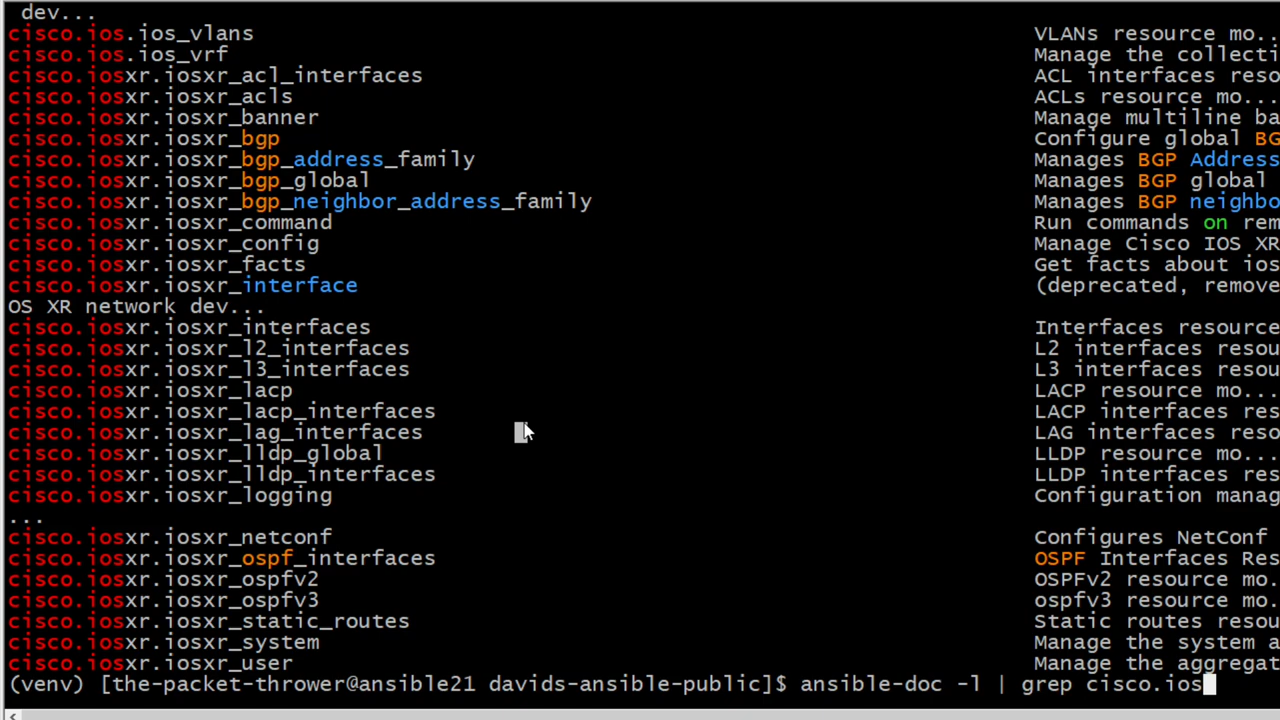 dev...
cisco.ios.ios_vlans VLANs resource mo...
cisco.ios.ios_vrf Manage the collecti
cisco.iosxr.iosxr_acl_interfaces ACL interfaces reso
cisco.iosxr.iosxr_acls ACLs resource mo...
cisco.iosxr.iosxr_banner Manage multiline ba
cisco.iosxr.iosxr_bgp Configure global BG
cisco.iosxr.iosxr_bgp_address_family Manages BGP Address
cisco.iosxr.iosxr_bgp_global Manages BGP global
cisco.iosxr.iosxr_bgp_neighbor_address_family Manages BGP neighbo
cisco.iosxr.iosxr_command Run commands on rem
cisco.iosxr.iosxr_config Manage Cisco IOS XR
cisco.iosxr.iosxr_facts Get facts about ios
cisco.iosxr.iosxr_interface (deprecated, remove
OS XR network dev...
cisco.iosxr.iosxr_interfaces Interfaces resource
cisco.iosxr.iosxr_l2_interfaces L2 interfaces resou
cisco.iosxr.iosxr_l3_interfaces L3 interfaces resou
cisco.iosxr.iosxr_lacp LACP resource mo...
cisco.iosxr.iosxr_lacp_interfaces LACP interfaces res
cisco.iosxr.iosxr_lag_interfaces LAG interfaces reso
cisco.iosxr.iosxr_lldp_global LLDP resource mo...
cisco.iosxr.iosxr_lldp_interfaces LLDP interfaces res
cisco.iosxr.iosxr_logging Configuration manag
...
cisco.iosxr.iosxr_netconf Configures NetConf
cisco.iosxr.iosxr_ospf_interfaces OSPF Interfaces Res
cisco.iosxr.iosxr_ospfv2 OSPFv2 resource mo.
cisco.iosxr.iosxr_ospfv3 ospfv3 resource mo.
cisco.iosxr.iosxr_static_routes Static routes resou
cisco.iosxr.iosxr_system Manage the system a
cisco.iosxr.iosxr_user Manage the aggregat
(venv) [the-packet-thrower@ansible21 davids-ansible-public]$ ansible-doc -l | grep cisco.ios